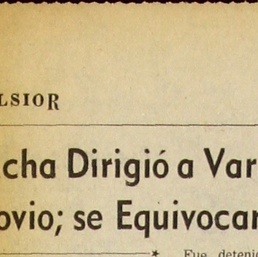 LSIOR
cha Dirigió a Var
ovio; se Equivocar
Fue detenid